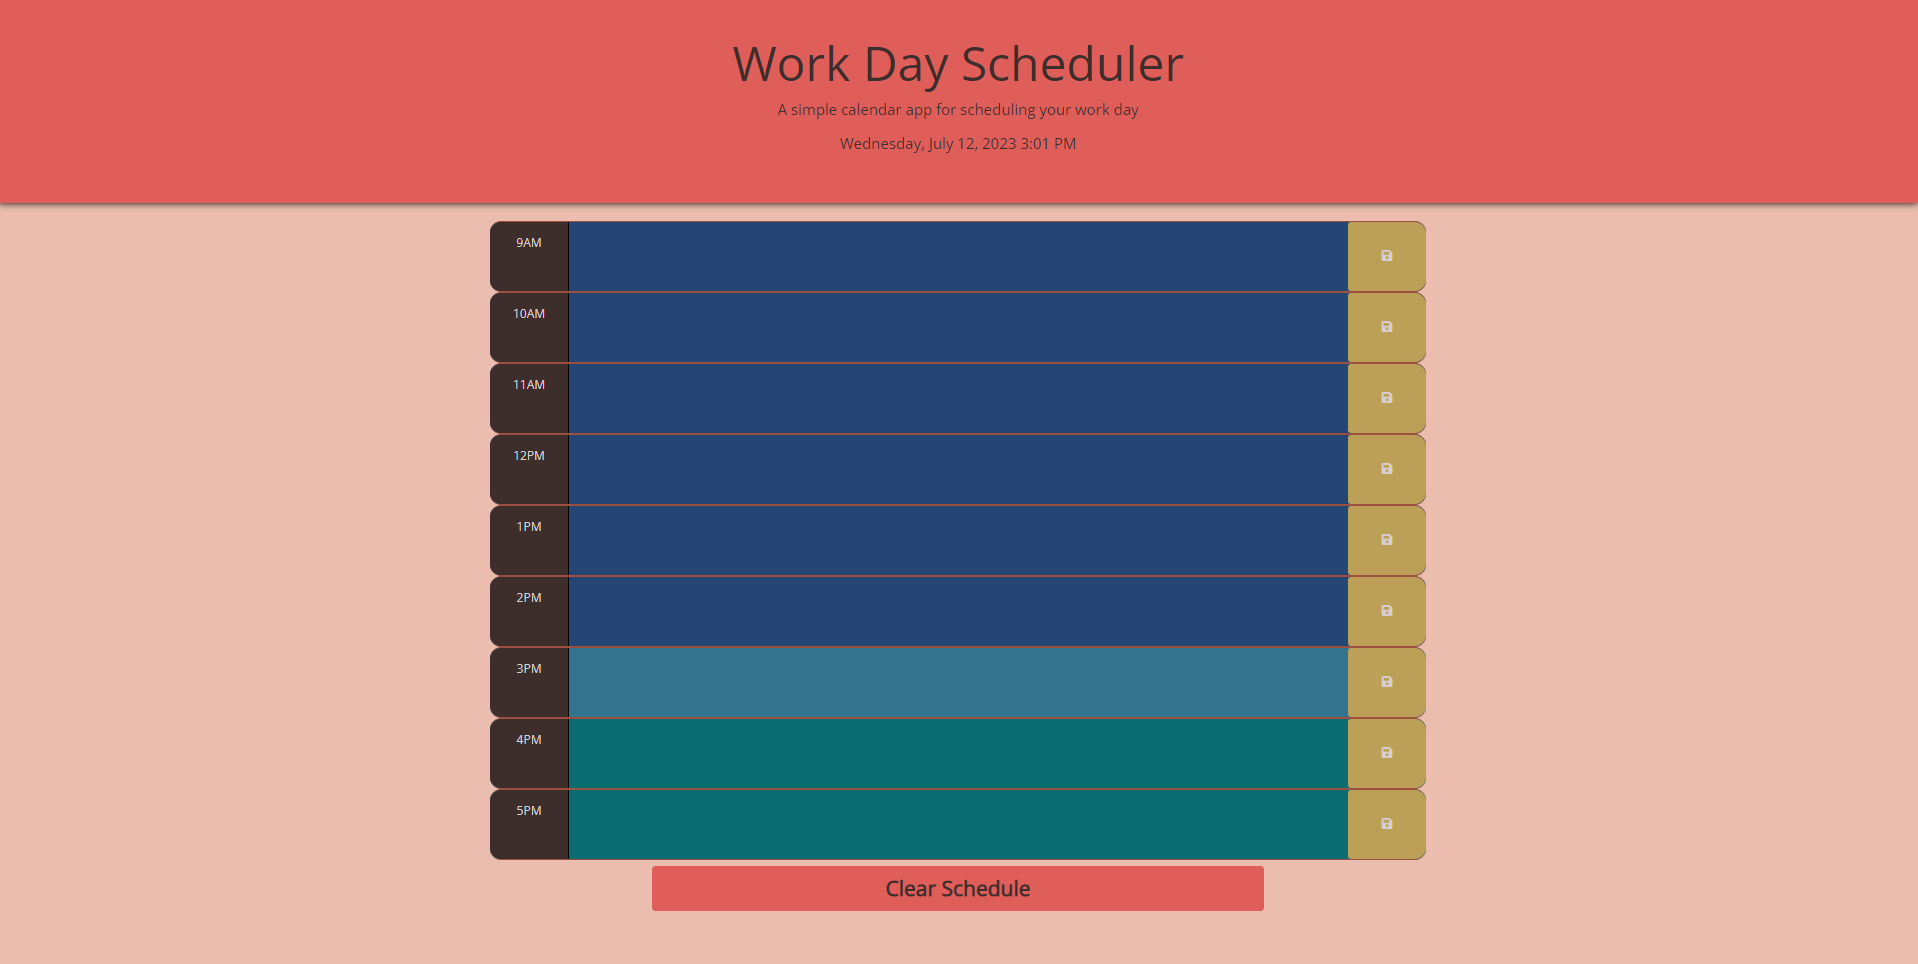 Work Day Scheduler
A simple calendar app for scheduling your work day
Wednesday, July 12, 2023 3:01 PM
9AM
10AM
11AM
12PM
1PM
2PM
3PM
4PM
5PM
Clear Schedule